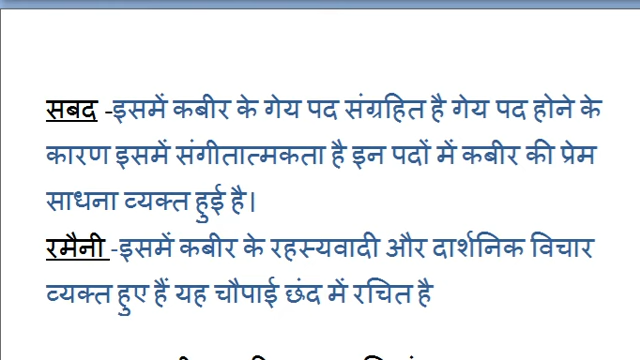 सबद -इसमें कबीर के गेय पद संग्रहित है गेय पद होने के
कारण इसमें संगीतात्मकता है इन पदों में कबीर की प्रेम
साधना व्यक्त हुई है।
रमैनी -इसमें कबीर के रहस्यवादी और दार्शनिक विचार
व्यक्त हुए हैं यह चौपाई छंद में रचित है